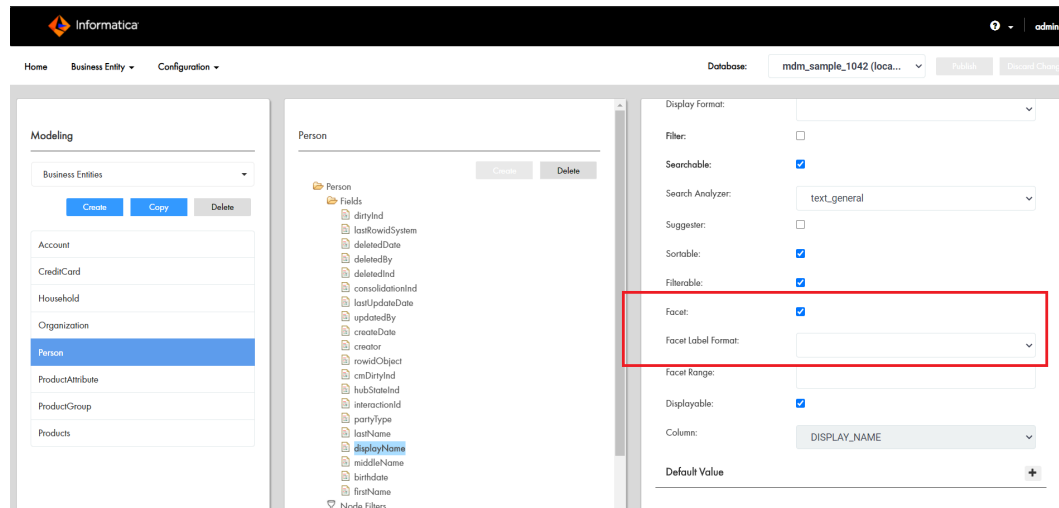 Informatica
admin
Home Business Entity Configuration Database: mdm_sample_1042 (loca... Publish Discard Chang
Modeling
Business Entities
Create Copy Delete
Account
CreditCard
Household
Organization
Person
ProductAttribute
ProductGroup
Products
Person
Create Delete
Person
Fields
dirtyInd
lastRowidSystem
deletedDate
deletedBy
deletedInd
consolidationInd
lastUpdateDate
updatedBy
createDate
creator
rowidObject
cmDirtyInd
hubStateInd
interactionId
partyType
lastName
displayName
middleName
birthdate
firstName
Node Filters
Display Format:
Filter:
Searchable:
Search Analyzer: text_general
Suggester:
Sortable:
Filterable:
Facet:
Facet Label Format:
Facet Range:
Displayable:
Column: DISPLAY_NAME
Default Value